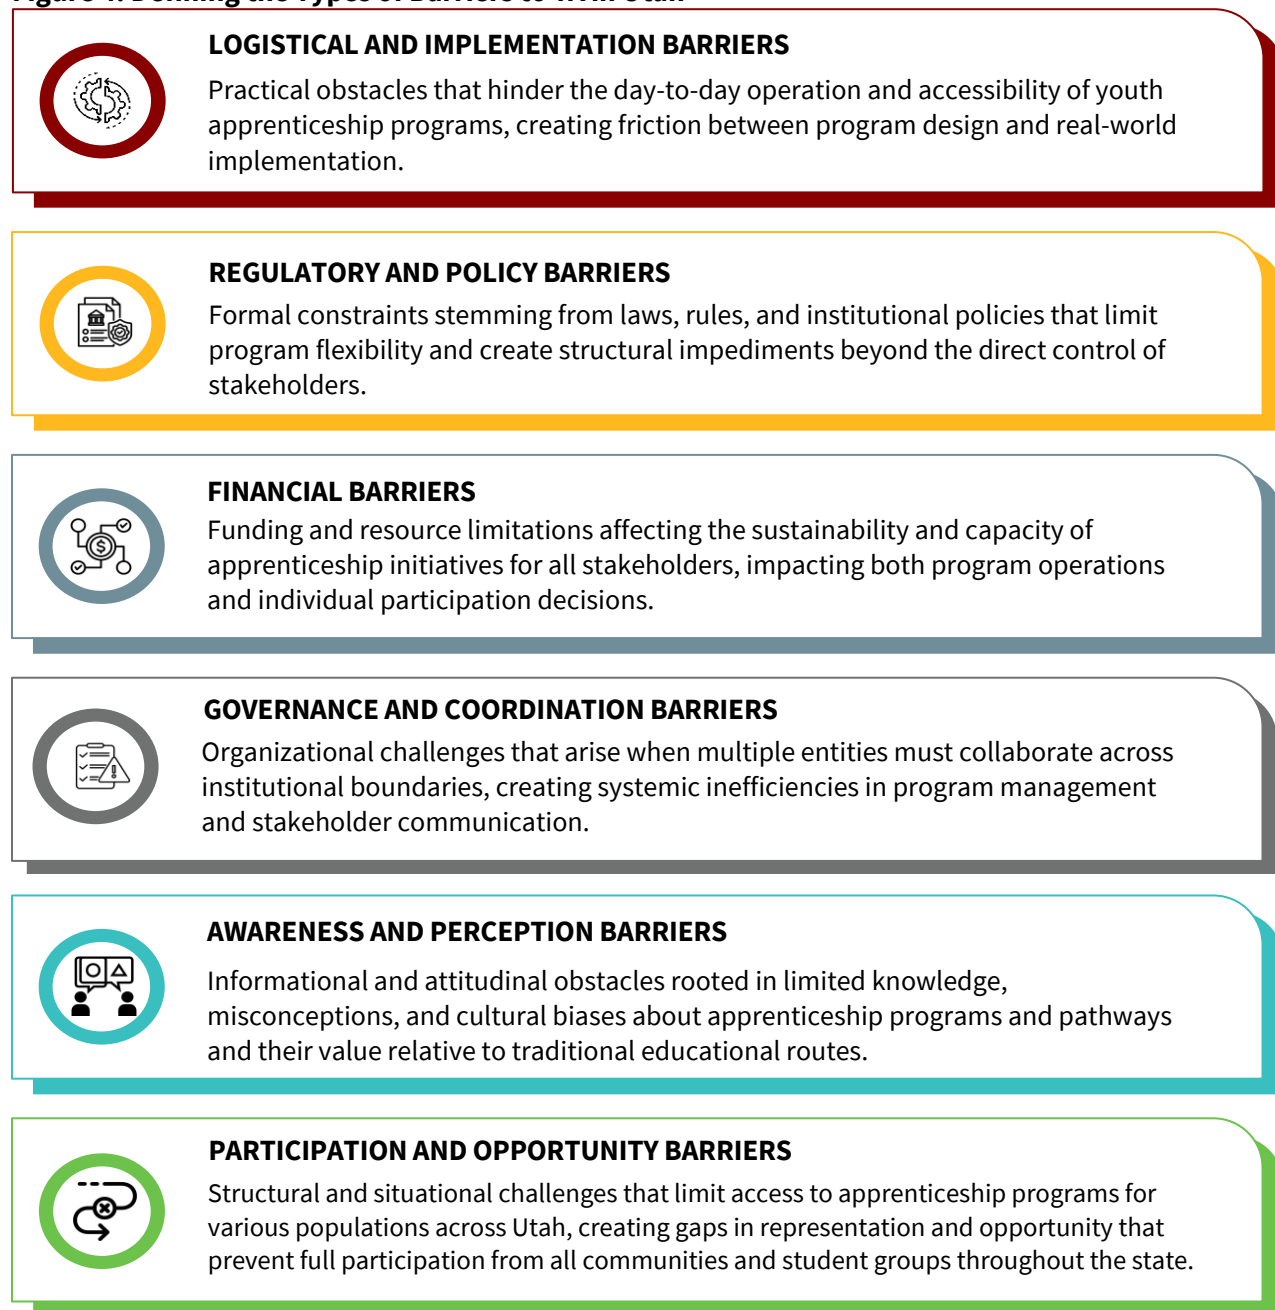 LOGISTICAL AND IMPLEMENTATION BARRIERS
Practical obstacles that hinder the day-to-day operation and accessibility of youth
apprenticeship programs, creating friction between program design and real-world
implementation.
REGULATORY AND POLICY BARRIERS
Formal constraints stemming from laws, rules, and institutional policies that limit
program flexibility and create structural impediments beyond the direct control of
stakeholders.
FINANCIAL BARRIERS
Funding and resource limitations affecting the sustainability and capacity of
apprenticeship initiatives for all stakeholders, impacting both program operations
and individual participation decisions.
GOVERNANCE AND COORDINATION BARRIERS
Organizational challenges that arise when multiple entities must collaborate across
institutional boundaries, creating systemic inefficiencies in program management
and stakeholder communication.
AWARENESS AND PERCEPTION BARRIERS
Informational and attitudinal obstacles rooted in limited knowledge,
misconceptions, and cultural biases about apprenticeship programs and pathways
and their value relative to traditional educational routes.
PARTICIPATION AND OPPORTUNITY BARRIERS
Structural and situational challenges that limit access to apprenticeship programs for
various populations across Utah, creating gaps in representation and opportunity that
prevent full participation from all communities and student groups throughout the state.